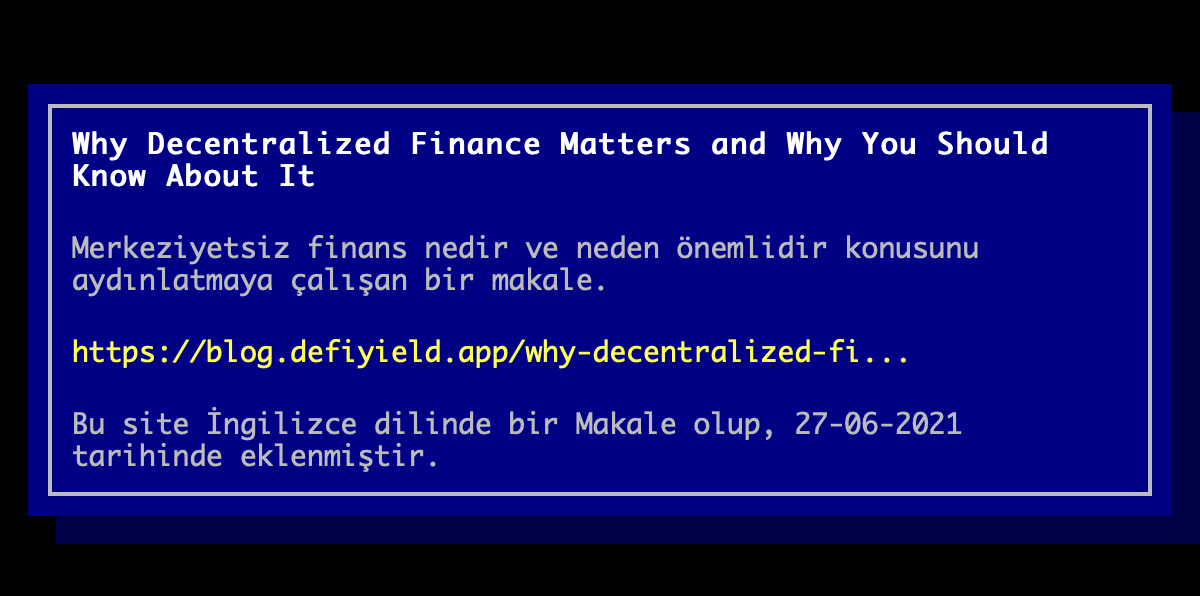 Why Decentralized Finance Matters and Why You Should
Know About It
Merkeziyetsiz finans nedir ve neden önemlidir konusunu
aydınlatmaya çalışan bir makale.
https://blog.defiyield.app/why-decentralized-fi...
Bu site İngilizce dilinde bir Makale olup, 27-06-2021
tarihinde eklenmiştir.